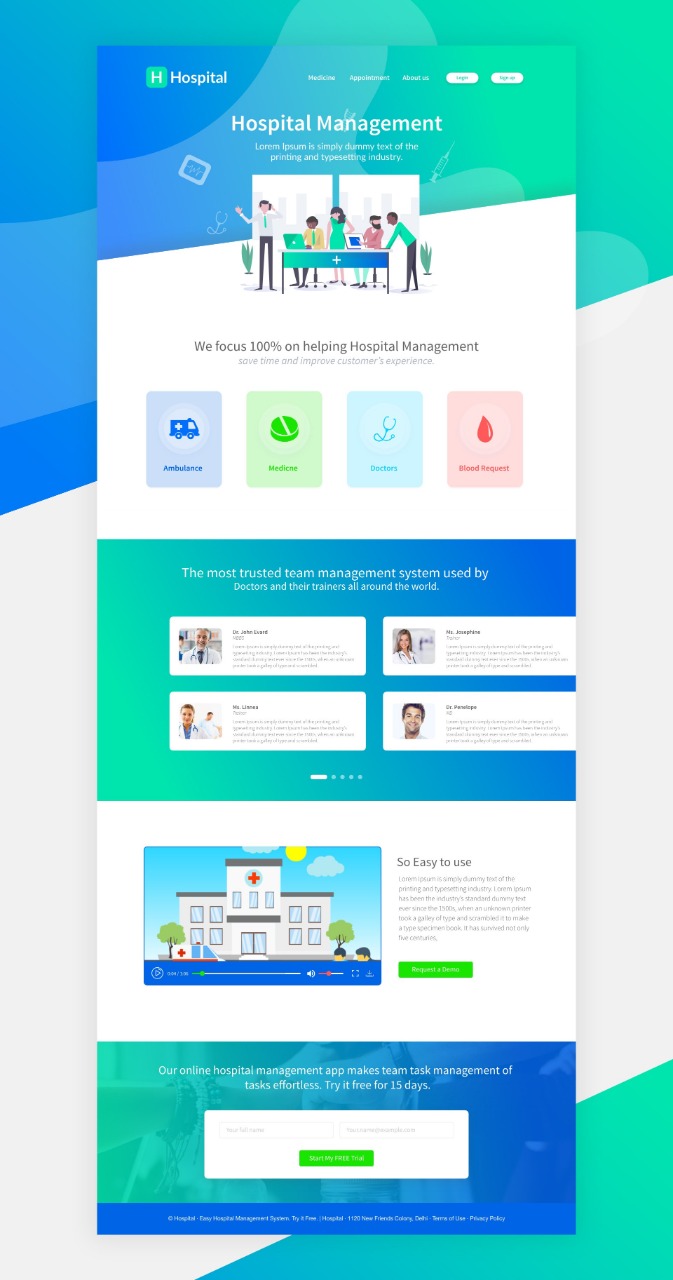 H Hospital
Medicine Appointment About us Login Sign up
Hospital Management
Lorem Ipsum is simply dummy text of the
printing and typesetting industry.
We focus 100% on helping Hospital Management
save time and improve customer's experience.
Ambulance
Medicne
Doctors
Blood Request
The most trusted team management system used by
Doctors and their trainers all around the world.
Dr. John Evard
MBBS
Lorem Ipsum is simply dummy text of the printing and
typesetting industry. Lorem Ipsum has been the industry's
standard dummy text ever since the 1500s, when an unknown
printer took a galley of type and scrambled
Ms. Josephine
Trainer
Lorem Ipsum is simply dummy text of the printing and
typesetting industry. Lorem Ipsum has been the industry's
standard dummy text ever since the 1500s, when an unknown
printer took a galley of type and scrambled
Ms. Linnea
Trainer
Lorem Ipsum is simply dummy text of the printing and
typesetting industry. Lorem Ipsum has been the industry's
standard dummy text ever since the 1500s, when an unknown
printer took a galley of type and scrambled
Dr. Penelope
MD
Lorem Ipsum is simply dummy text of the printing and
typesetting industry. Lorem Ipsum has been the industry's
standard dummy text ever since the 1500s, when an unknown
printer took a galley of type and scrambled
So Easy to use
Lorem Ipsum is simply dummy text of the
printing and typesetting industry. Lorem Ipsum
has been the industry's standard dummy text
ever since the 1500s, when an unknown printer
took a galley of type and scrambled it to make
a type specimen book. It has survived not only
five centuries,
Request a Demo
Our online hospital management app makes team task management of
tasks effortless. Try it free for 15 days.
Your full name
Yourname@example.com
Start My FREE Trial
© Hospital - Easy Hospital Management System. Try it Free. | Hospital - 1120 New Friends Colony, Delhi - Terms of Use - Privacy Policy